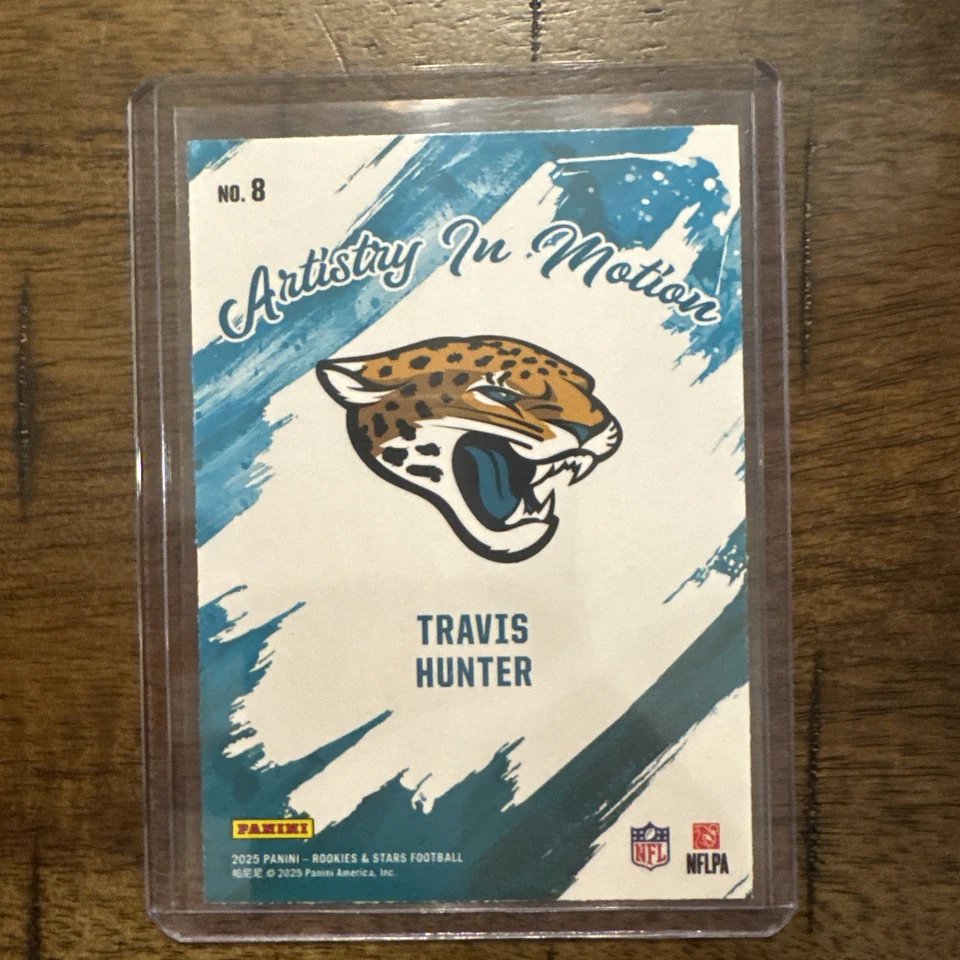 NO. 8
Artistry In Motion
TRAVIS
HUNTER
PANINI
2025 PANINI – ROOKIES & STARS FOOTBALL
帕尼尼 © 2025 Panini America, Inc.
NFL
NFLPA